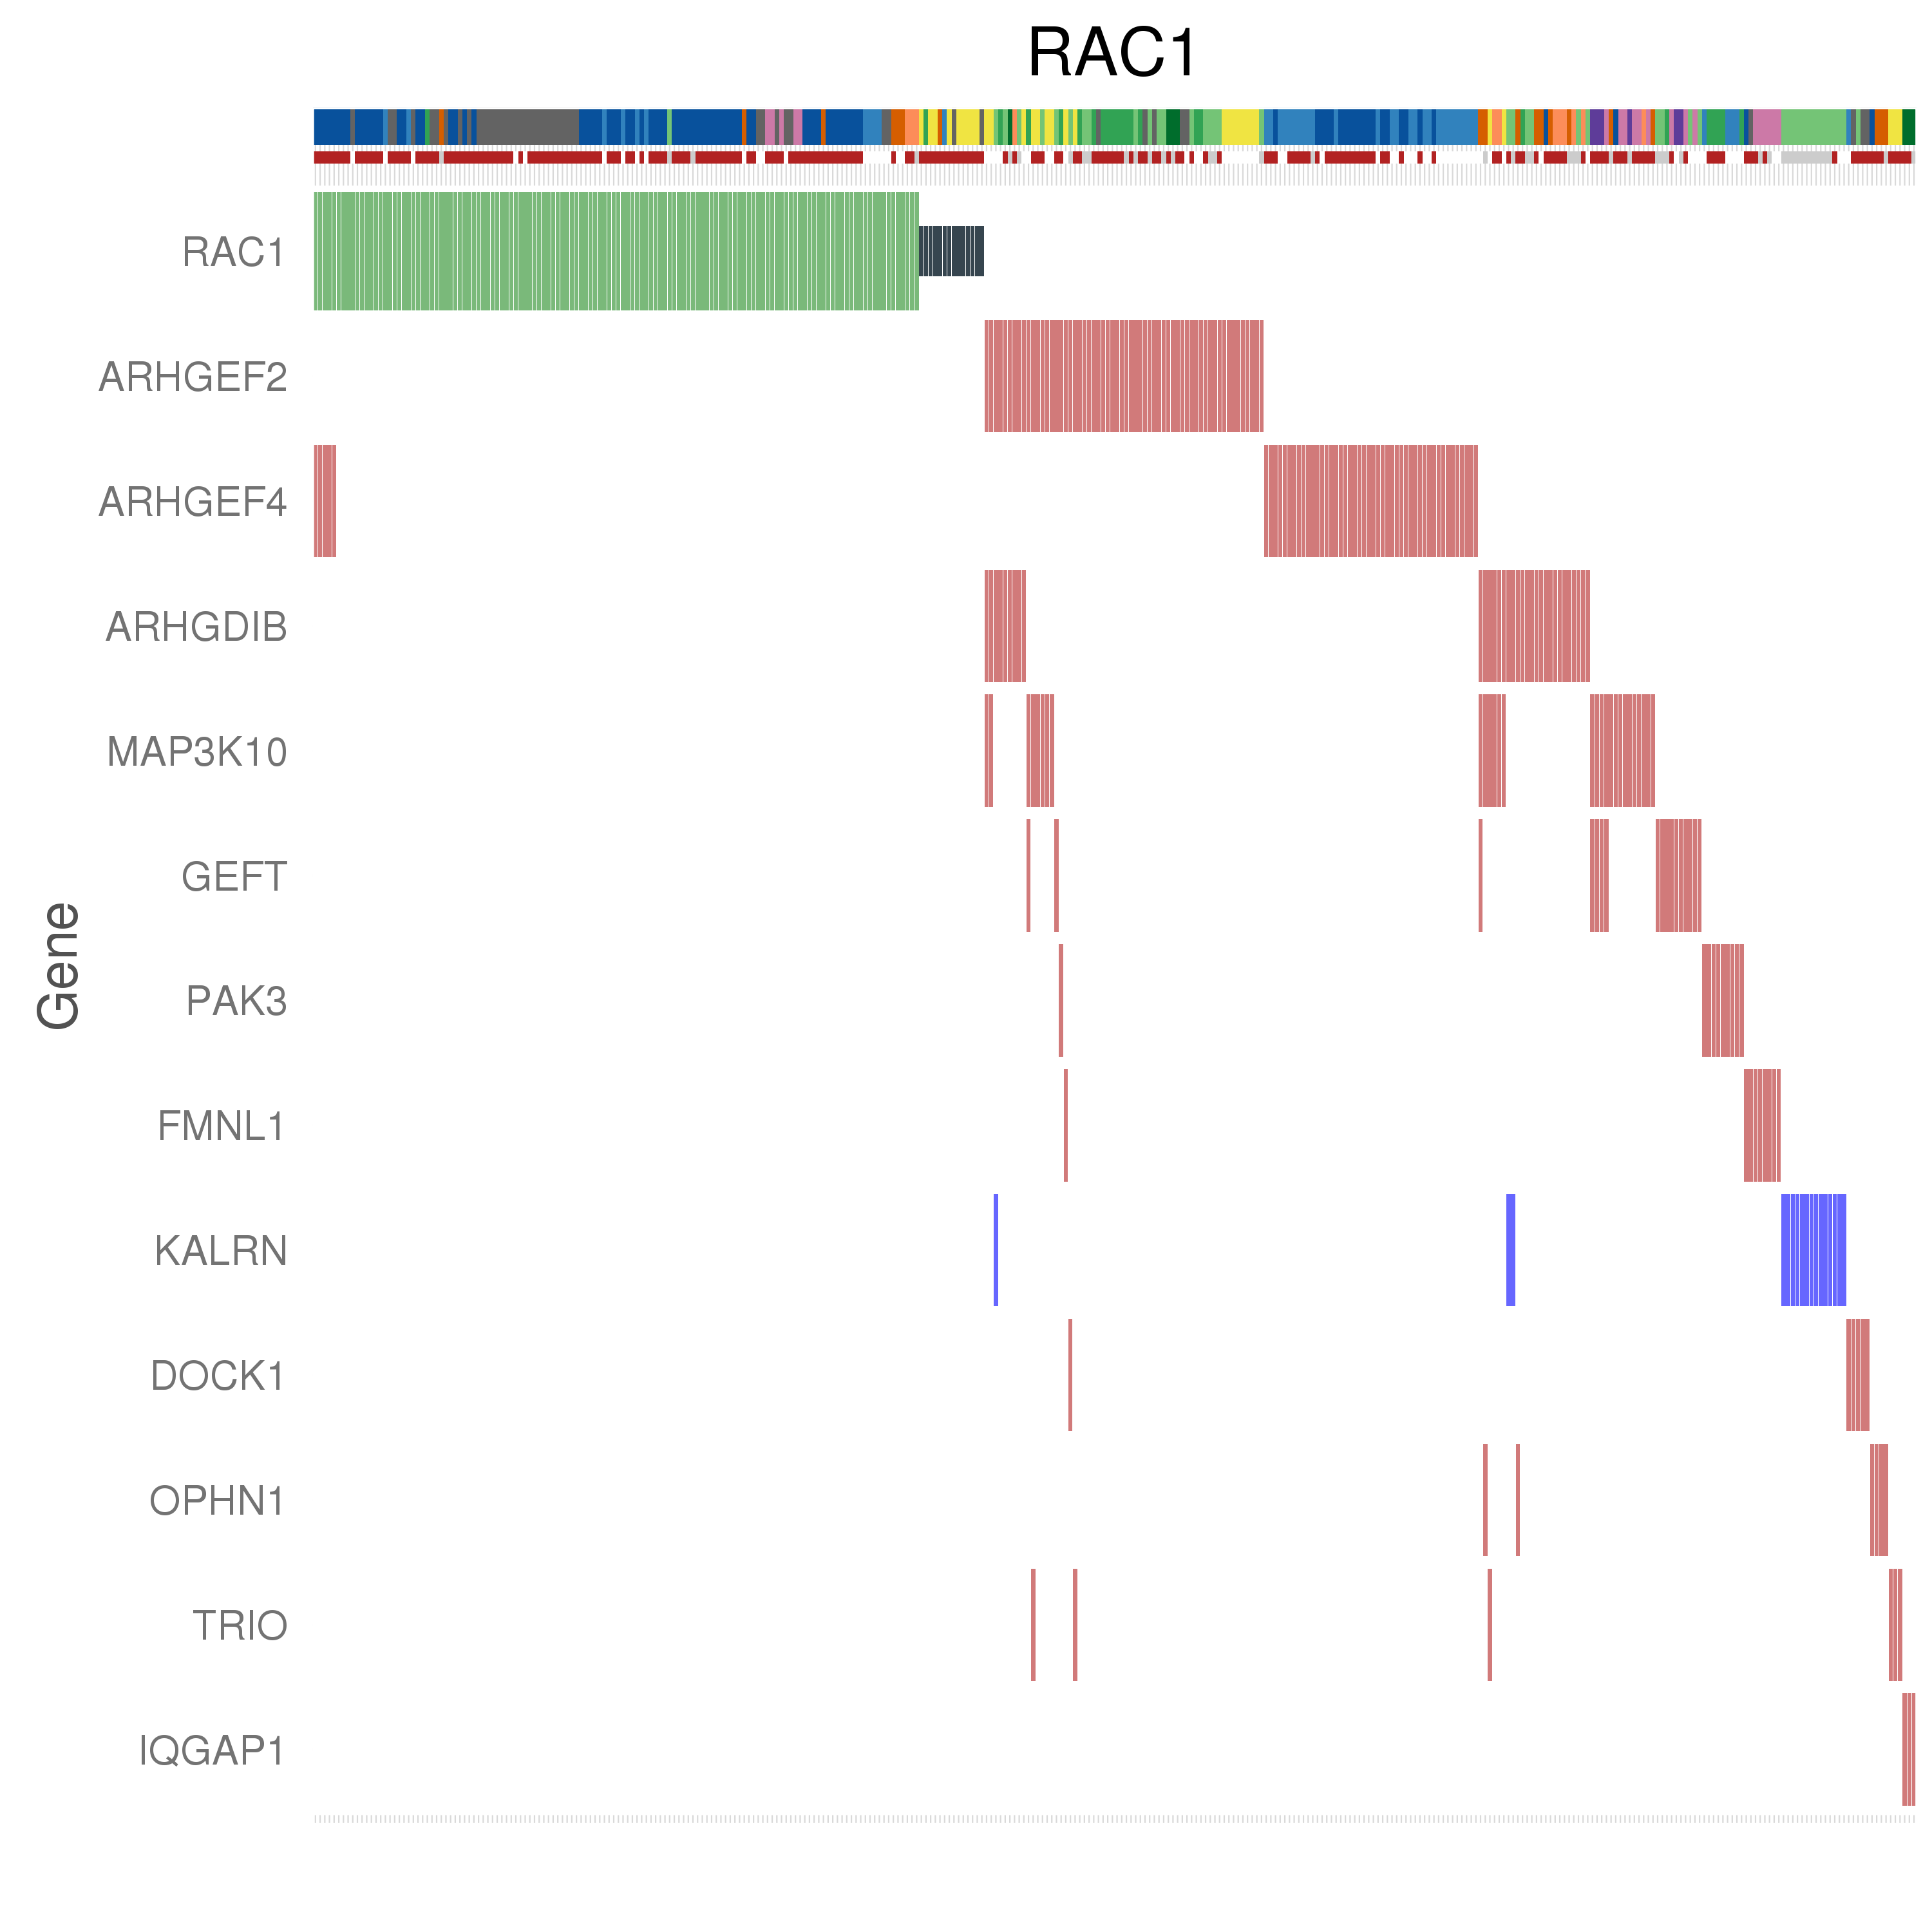 RAC1
RAC1
ARHGEF2
ARHGEF4
ARHGDIB
MAP3K10
GEFT
PAK3
FMNL1
KALRN
DOCK1
OPHN1
TRIO
IQGAP1
Gene